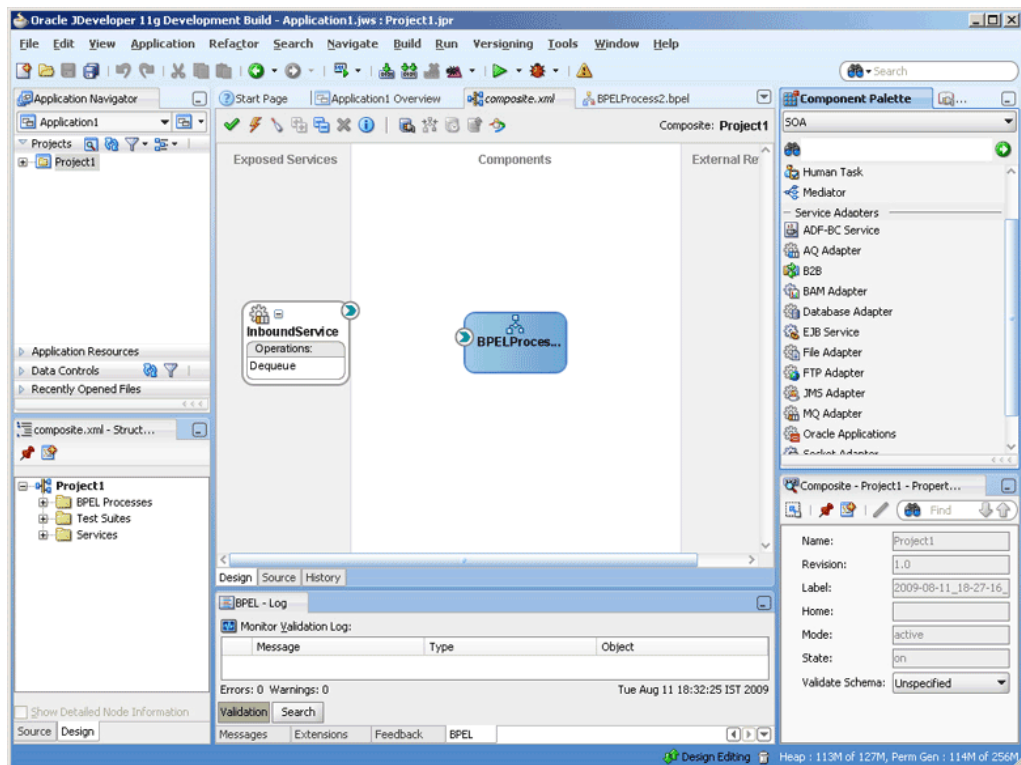 Oracle JDeveloper 11g Development Build - Application1.jws : Project1.jpr
File Edit View Application Refactor Search Navigate Build Run Versioning Tools Window Help
Search
Application Navigator
Application1
Projects
Project1
Application Resources
Data Controls
Recently Opened Files
composite.xml - Struct...
Project1
BPEL Processes
Test Suites
Services
Show Detailed Node Information
Source Design
Start Page Application1 Overview composite.xml BPELProcess2.bpel
Composite: Project1
Exposed Services Components External Re
InboundService
Operations:
Dequeue
BPELProces...
Design Source History
BPEL - Log
Monitor Validation Log:
Message Type Object
Errors: 0 Warnings: 0 Tue Aug 11 18:32:25 IST 2009
Validation Search
Messages Extensions Feedback BPEL
Component Palette
SOA
Human Task
Mediator
Service Adapters
ADF-BC Service
AQ Adapter
B2B
BAM Adapter
Database Adapter
EJB Service
File Adapter
FTP Adapter
JMS Adapter
MQ Adapter
Oracle Applications
Socket Adapter
Composite - Project1 - Propert...
Find
Name: Project1
Revision: 1.0
Label: 2009-08-11_18-27-16_
Home:
Mode: active
State: on
Validate Schema: Unspecified
Design Editing Heap : 113M of 127M, Perm Gen : 114M of 256M